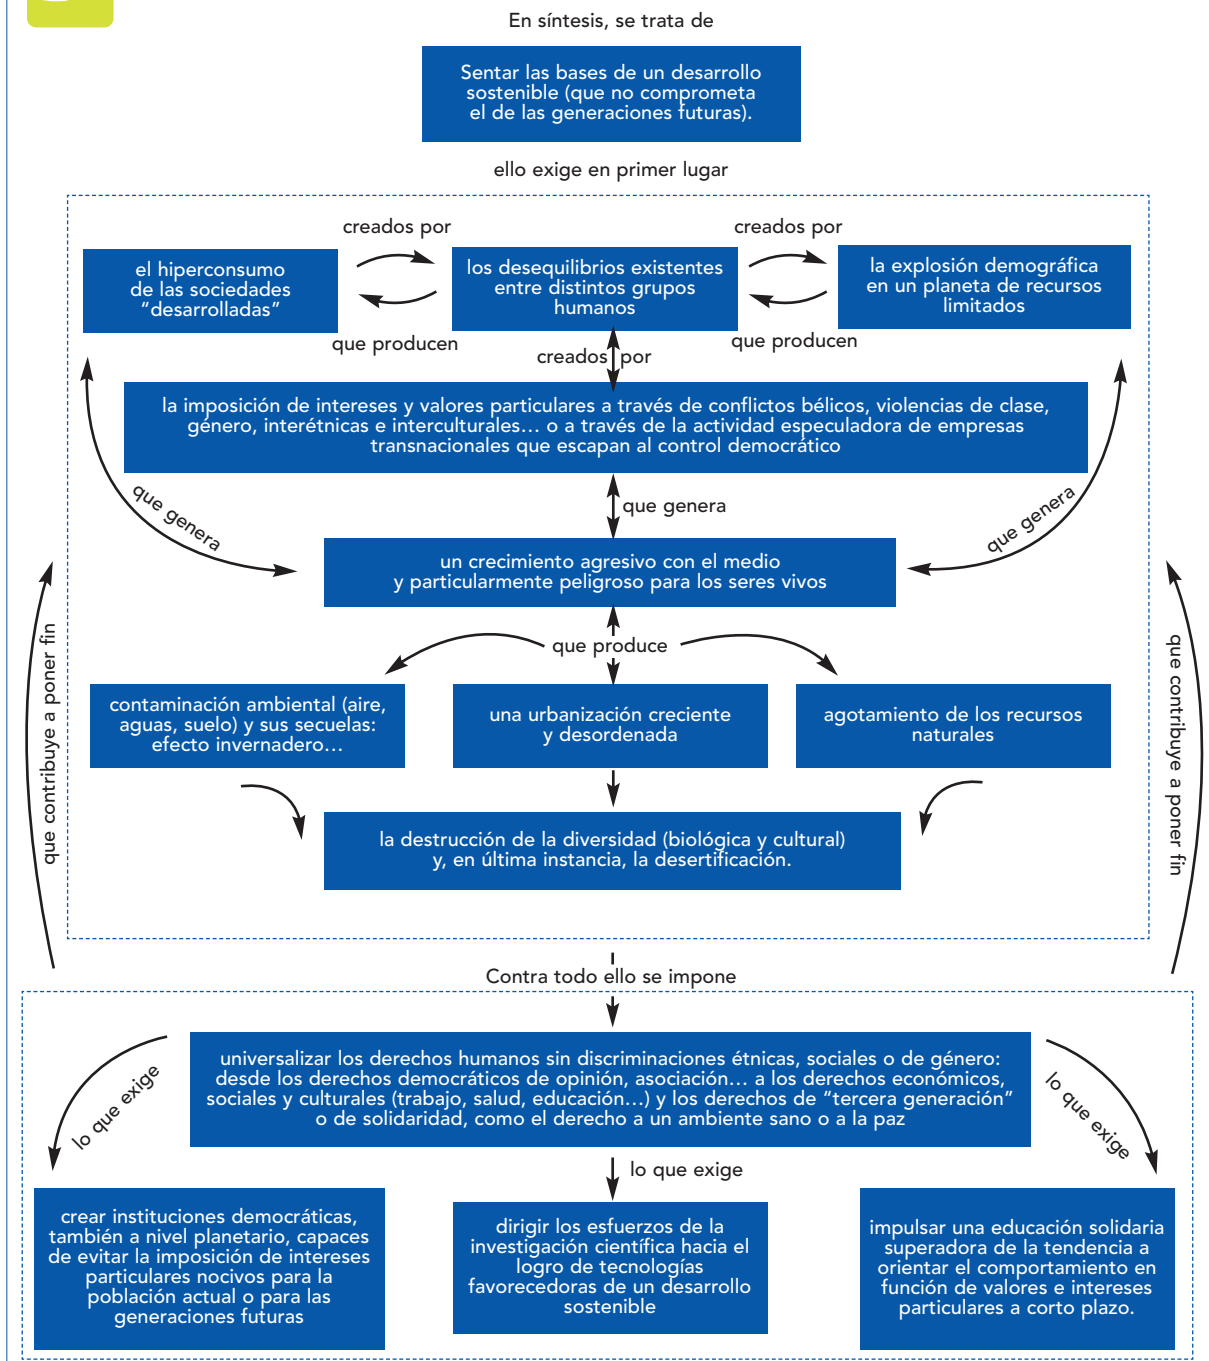 En síntesis, se trata de
Sentar las bases de un desarrollo
sostenible (que no comprometa
el de las generaciones futuras).
ello exige en primer lugar
creados por
creados por
el hiperconsumo
de las sociedades
“desarrolladas”
los desequilibrios existentes
entre distintos grupos
humanos
la explosión demográfica
en un planeta de recursos
limitados
que producen
que producen
creados por
la imposición de intereses y valores particulares a través de conflictos bélicos, violencias de clase,
género, interétnicas e interculturales… o a través de la actividad especuladora de empresas
transnacionales que escapan al control democrático
que genera
que genera
que genera
un crecimiento agresivo con el medio
y particularmente peligroso para los seres vivos
que contribuye a poner fin
que contribuye a poner fin
que produce
contaminación ambiental (aire,
aguas, suelo) y sus secuelas:
efecto invernadero…
una urbanización creciente
y desordenada
agotamiento de los recursos
naturales
la destrucción de la diversidad (biológica y cultural)
y, en última instancia, la desertificación.
Contra todo ello se impone
universalizar los derechos humanos sin discriminaciones étnicas, sociales o de género:
desde los derechos democráticos de opinión, asociación… a los derechos económicos,
sociales y culturales (trabajo, salud, educación…) y los derechos de “tercera generación”
o de solidaridad, como el derecho a un ambiente sano o a la paz
lo que exige
lo que exige
lo que exige
crear instituciones democráticas,
también a nivel planetario, capaces
de evitar la imposición de intereses
particulares nocivos para la
población actual o para las
generaciones futuras
dirigir los esfuerzos de la
investigación científica hacia el
logro de tecnologías
favorecedoras de un desarrollo
sostenible
impulsar una educación solidaria
superadora de la tendencia a
orientar el comportamiento en
función de valores e intereses
particulares a corto plazo.